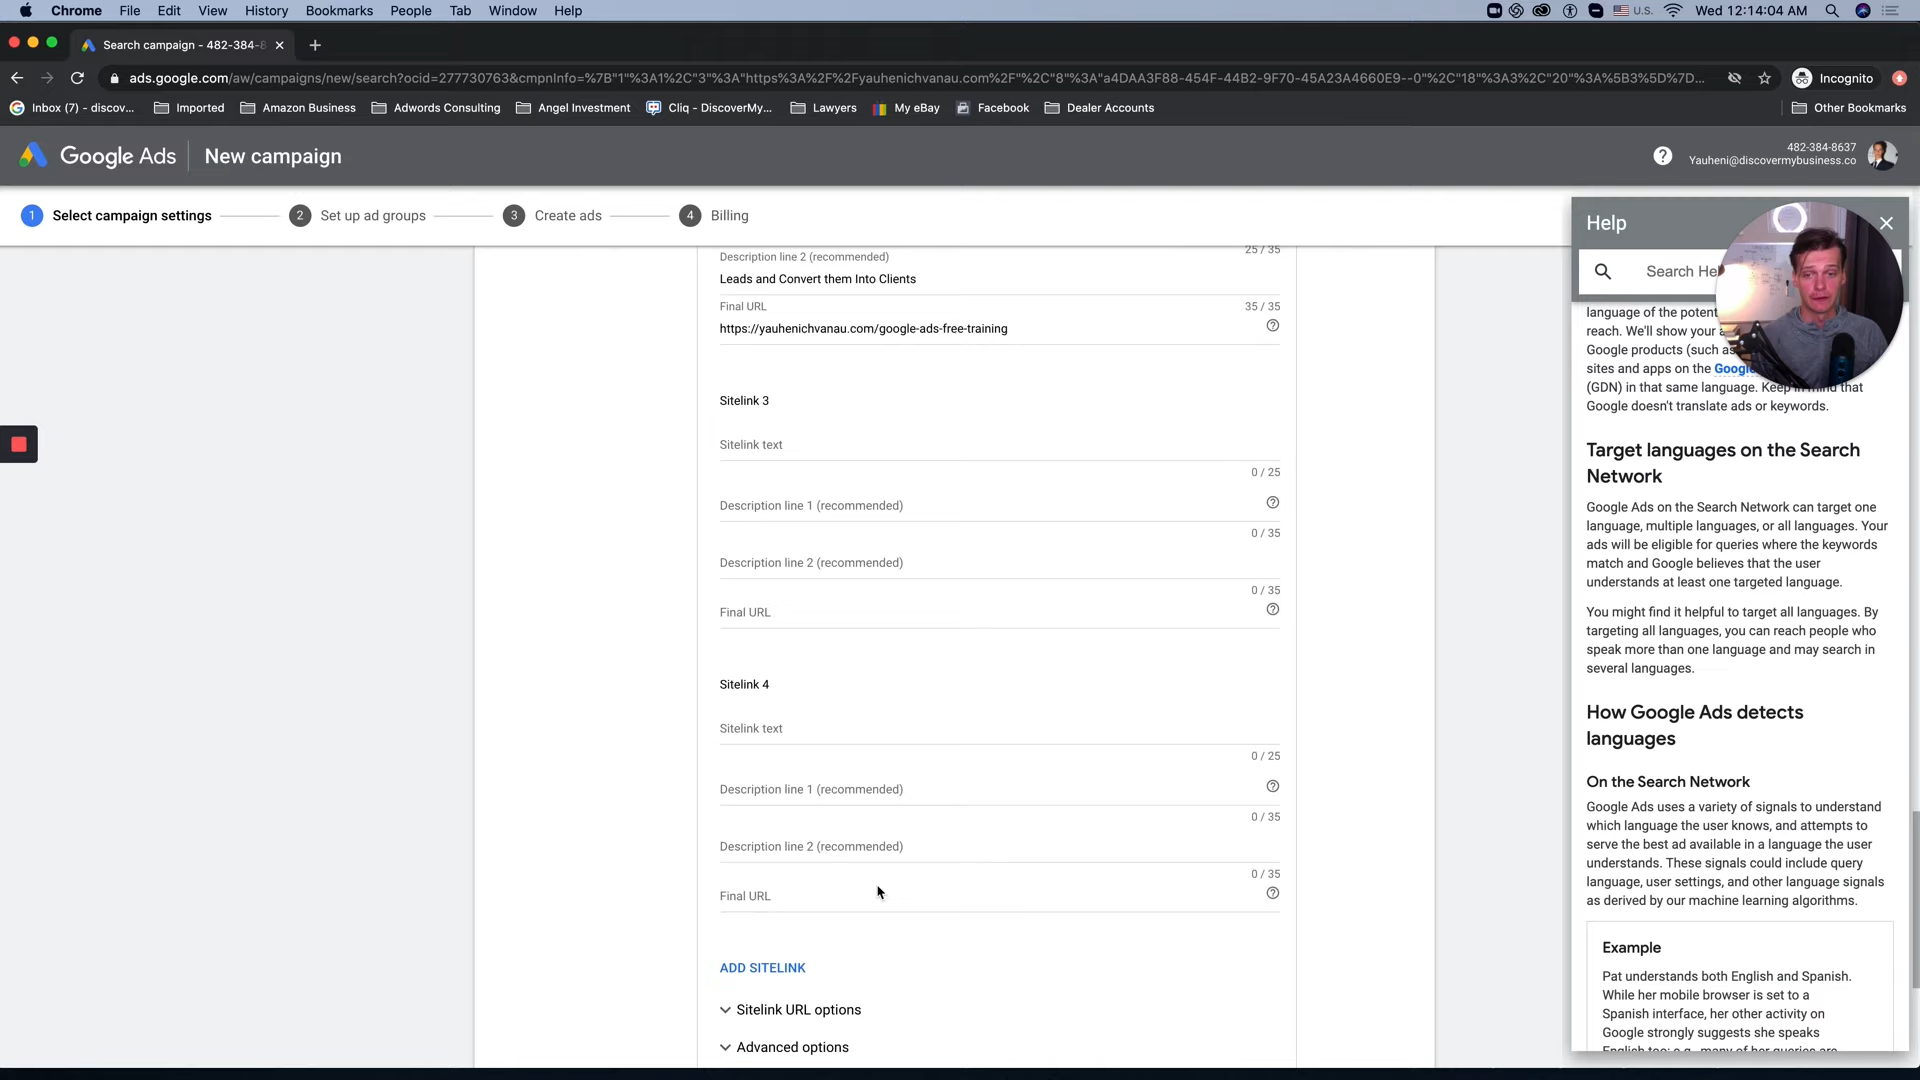 Chrome File Edit View History Bookmarks People Tab Window Help
U.S. Wed 12:14:04 AM
Search campaign - 482-384-8
ads.google.com/aw/campaigns/new/search?ocid=277730763&cmpnInfo=%7B"1"%3A1%2C"3"%3A"https%3A%2F%2Fyauhenichvanau.com%2F"%2C"8"%3A"a4DAA3F88-454F-44B2-9F70-45A23A4660E9--0"%2C"18"%3A3%2C"20"%3A%5B3%5D%7D...
Incognito
Inbox (7) - discov... Imported Amazon Business Adwords Consulting Angel Investment Cliq - DiscoverMy... Lawyers My eBay Facebook Dealer Accounts Other Bookmarks
Google Ads New campaign
482-384-8637
Yauheni@discovermybusiness.co
1 Select campaign settings 2 Set up ad groups 3 Create ads 4 Billing
25 / 35
Description line 2 (recommended)
Leads and Convert them Into Clients
Final URL 35 / 35
https://yauhenichvanau.com/google-ads-free-training
Sitelink 3
Sitelink text
0 / 25
Description line 1 (recommended)
0 / 35
Description line 2 (recommended)
0 / 35
Final URL
Sitelink 4
Sitelink text
0 / 25
Description line 1 (recommended)
0 / 35
Description line 2 (recommended)
0 / 35
Final URL
ADD SITELINK
Sitelink URL options
Advanced options
Help
Search He
language of the potent
reach. We'll show your a
Google products (such as
sites and apps on the Google
(GDN) in that same language. Keep in mind that
Google doesn't translate ads or keywords.
Target languages on the Search
Network
Google Ads on the Search Network can target one
language, multiple languages, or all languages. Your
ads will be eligible for queries where the keywords
match and Google believes that the user
understands at least one targeted language.
You might find it helpful to target all languages. By
targeting all languages, you can reach people who
speak more than one language and may search in
several languages.
How Google Ads detects
languages
On the Search Network
Google Ads uses a variety of signals to understand
which language the user knows, and attempts to
serve the best ad available in a language the user
understands. These signals could include query
language, user settings, and other language signals
as derived by our machine learning algorithms.
Example
Pat understands both English and Spanish.
While her mobile browser is set to a
Spanish interface, her other activity on
Google strongly suggests she speaks
English too: e.g., many of her queries are